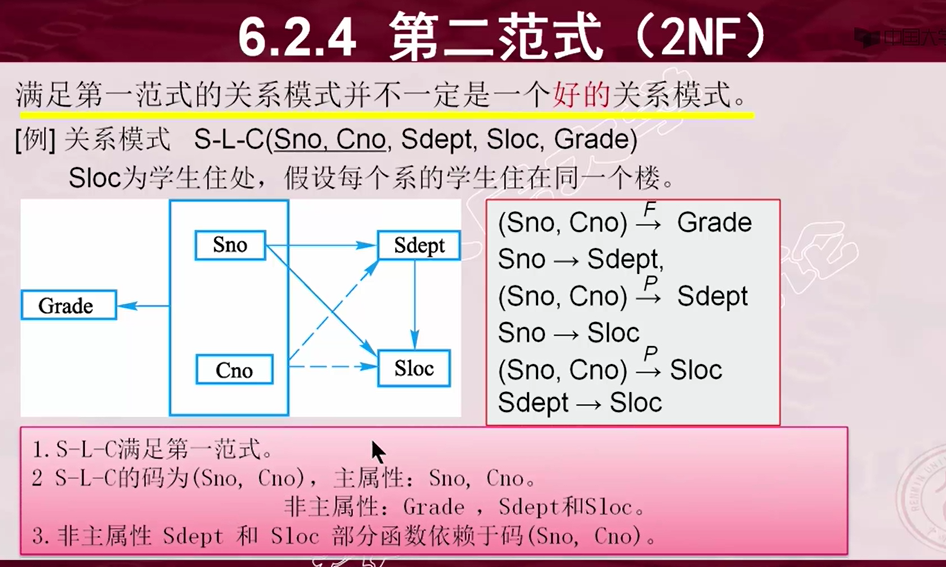 6.2.4 第二范式（2NF）
满足第一范式的关系模式并不一定是一个好的关系模式。
[例] 关系模式 S-L-C(Sno, Cno, Sdept, Sloc, Grade)
Sloc为学生住处，假设每个系的学生住在同一个楼。
Sno
Sdept
Grade
Cno
Sloc
(Sno, Cno) F→ Grade
Sno → Sdept,
(Sno, Cno) P→ Sdept
Sno → Sloc
(Sno, Cno) P→ Sloc
Sdept → Sloc
1.S-L-C满足第一范式。
2 S-L-C的码为(Sno, Cno)，主属性：Sno, Cno。
非主属性：Grade ，Sdept和Sloc。
3.非主属性 Sdept 和 Sloc 部分函数依赖于码(Sno, Cno)。